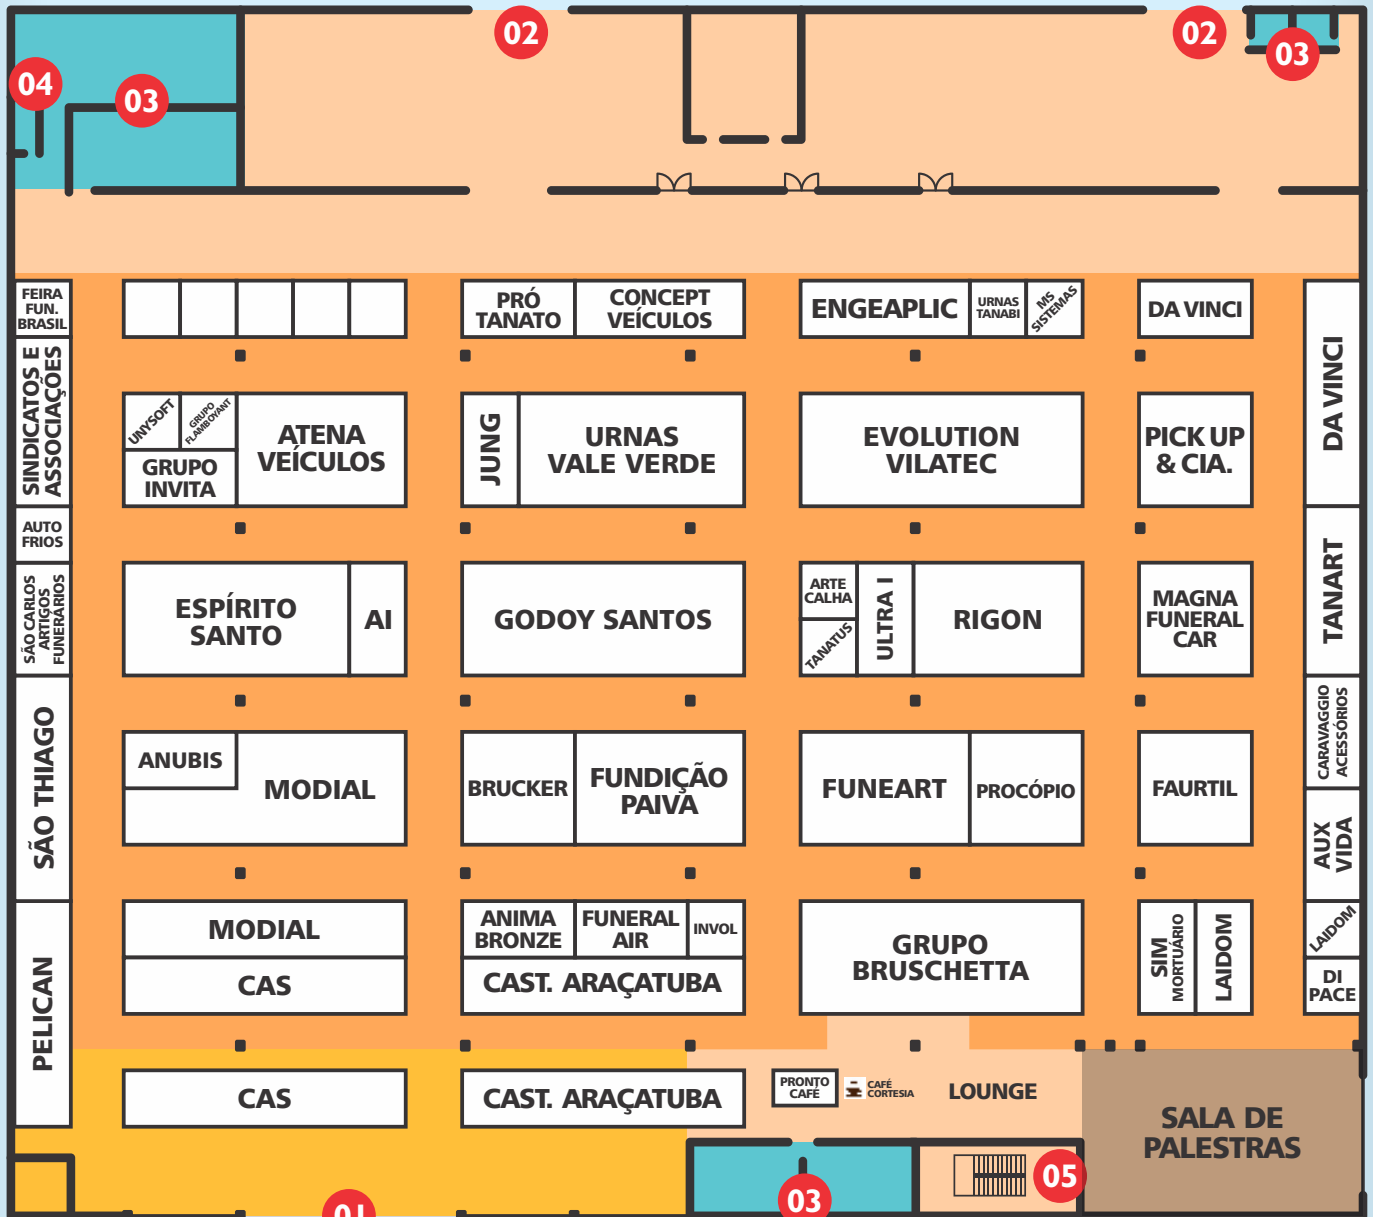 02
02
03
04
03
FEIRA
FUN.
BRASIL
PRÓ
TANATO
CONCEPT
VEÍCULOS
ENGEAPLIC
URNAS
TANABI
MS
SISTEMAS
DA VINCI
DA VINCI
SINDICATOS E
ASSOCIAÇÕES
UNYSOFT
GRUPO
FLAMBOYANT
GRUPO
INVITA
ATENA
VEÍCULOS
JUNG
URNAS
VALE VERDE
EVOLUTION
VILATEC
PICK UP
& CIA.
AUTO
FRIOS
SÃO CARLOS
ARTIGOS
FUNERÁRIOS
ESPÍRITO
SANTO
AI
GODOY SANTOS
ARTE
CALHA
TANATUS
ULTRA I
RIGON
MAGNA
FUNERAL
CAR
TANART
SÃO THIAGO
ANUBIS
MODIAL
BRUCKER
FUNDIÇÃO
PAIVA
FUNEART
PROCÓPIO
FAURTIL
CARAVAGGIO
ACESSÓRIOS
AUX
VIDA
PELICAN
MODIAL
CAS
ANIMA
BRONZE
FUNERAL
AIR
INVOL
CAST. ARAÇATUBA
GRUPO
BRUSCHETTA
SIM
MORTUÁRIO
LAIDOM
LAIDOM
DI
PACE
CAS
CAST. ARAÇATUBA
PRONTO
CAFÉ
CAFÉ
CORTESIA
LOUNGE
SALA DE
PALESTRAS
05
03
01